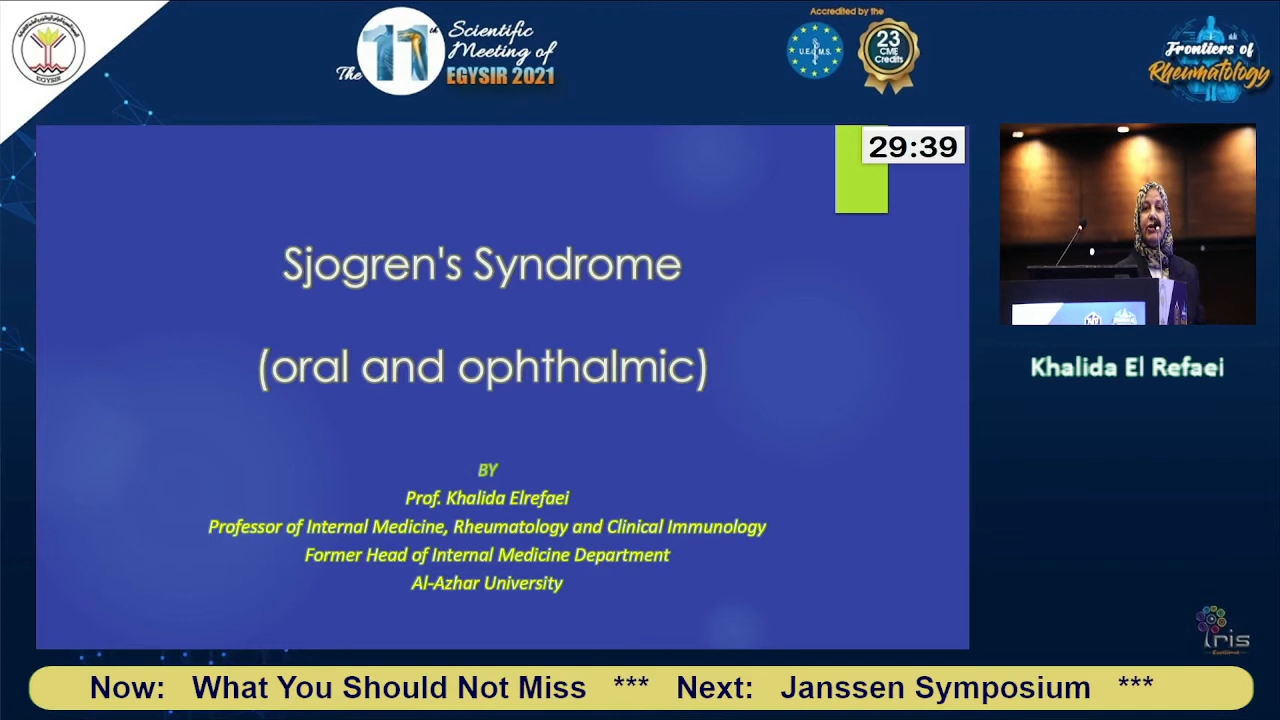 EGYSIR
The 11th
Scientific
Meeting of
EGYSIR 2021
Accredited by the
U.E.M.S.
23
CME
Credits
Frontiers of
Rheumatology
29:39
Sjogren's Syndrome
(oral and ophthalmic)
BY
Prof. Khalida Elrefaei
Professor of Internal Medicine, Rheumatology and Clinical Immunology
Former Head of Internal Medicine Department
Al-Azhar University
Khalida El Refaei
Iris
Now: What You Should Not Miss *** Next: Janssen Symposium ***